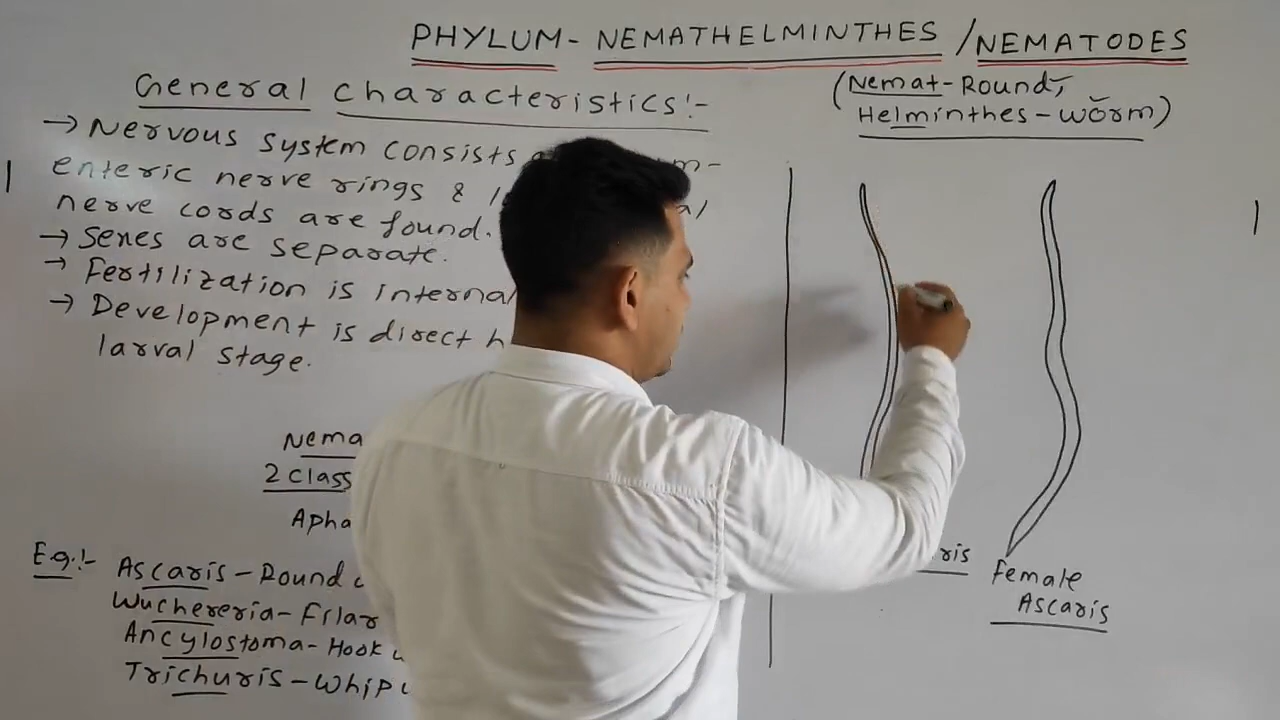 PHYLUM- NEMATHELMINTHES /NEMATODES
(Nemat-Round,
Helminthes-worm)
General characteristics:-
→ Nervous system consists
enteric nerve rings &
nerve cords are found.
→ Sexes are separate.
→ Fertilization is internal
→ Development is direct
larval stage.
Nema
2 Class
Apha
E.g.:- Ascaris-Round
Wuchereria-Filar
Ancylostoma-Hook
Trichuris-Whip
ris
female
Ascaris